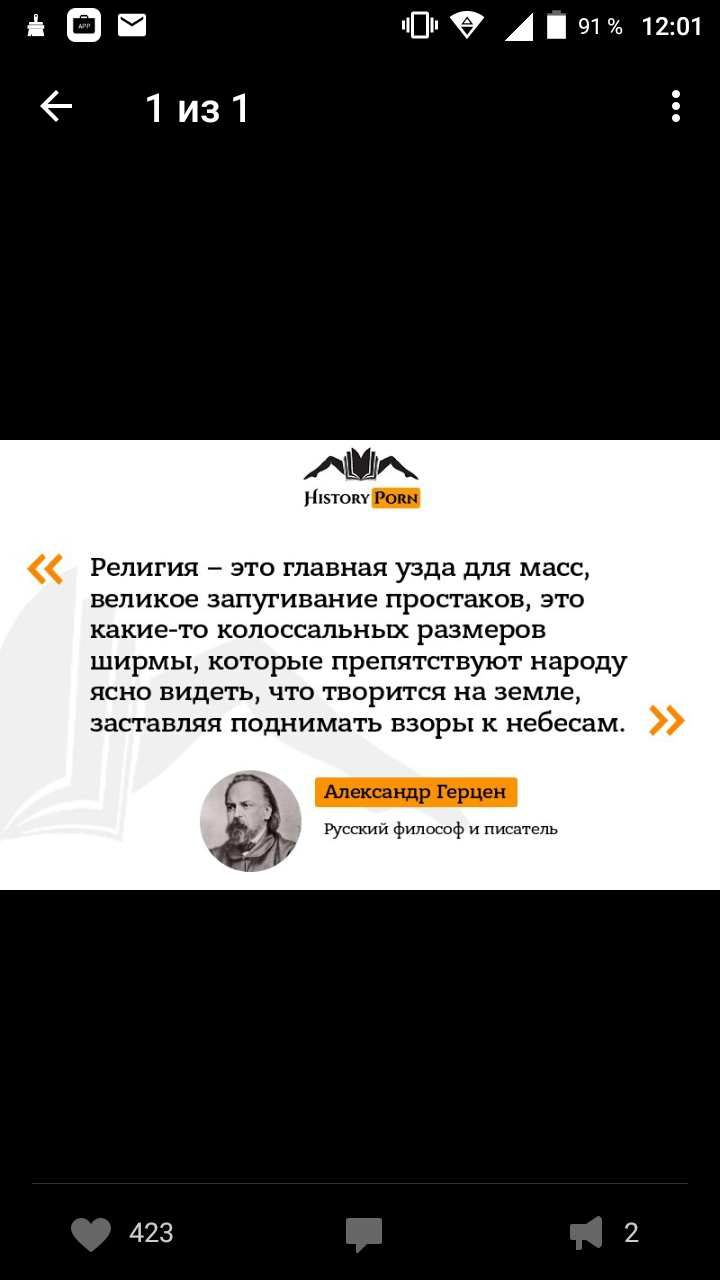 APP
91 % 12:01
1 из 1
HISTORY PORN
« Религия – это главная узда для масс,
великое запугивание простаков, это
какие-то колоссальных размеров
ширмы, которые препятствуют народу
ясно видеть, что творится на земле,
заставляя поднимать взоры к небесам. »
Александр Герцен
Русский философ и писатель
423 2